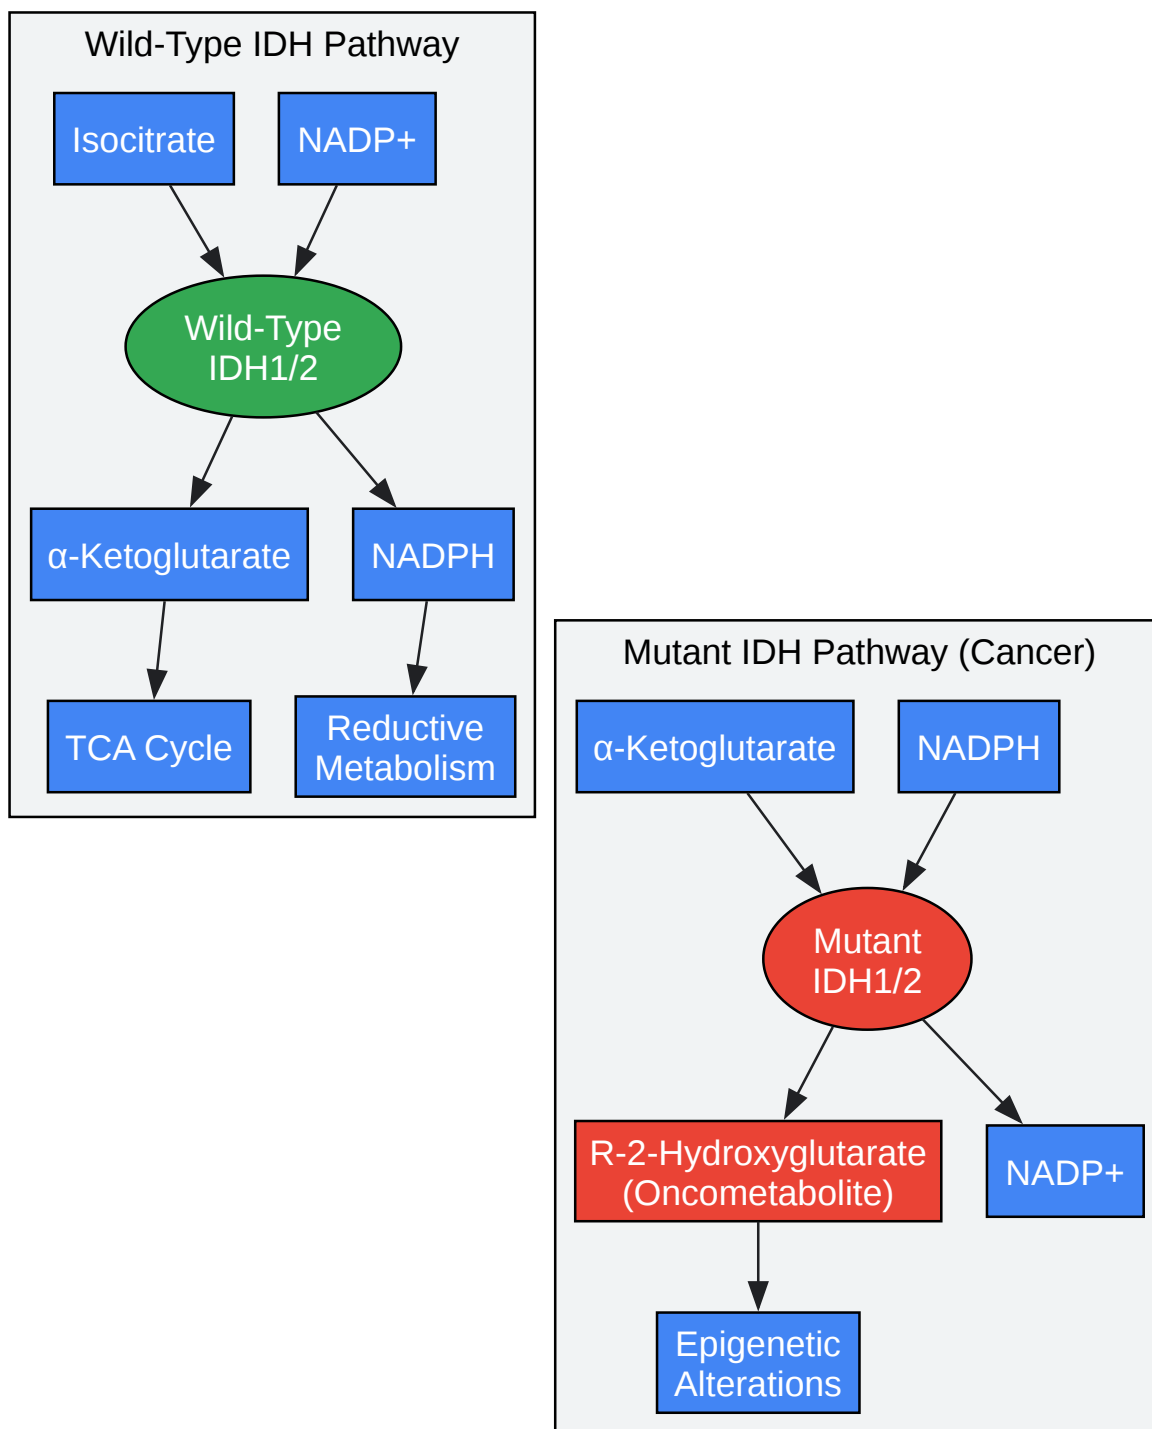 Wild-Type IDH Pathway
Isocitrate
NADP+
Wild-Type
IDH1/2
α-Ketoglutarate
NADPH
TCA Cycle
Reductive
Metabolism
Mutant IDH Pathway (Cancer)
α-Ketoglutarate
NADPH
Mutant
IDH1/2
R-2-Hydroxyglutarate
(Oncometabolite)
NADP+
Epigenetic
Alterations